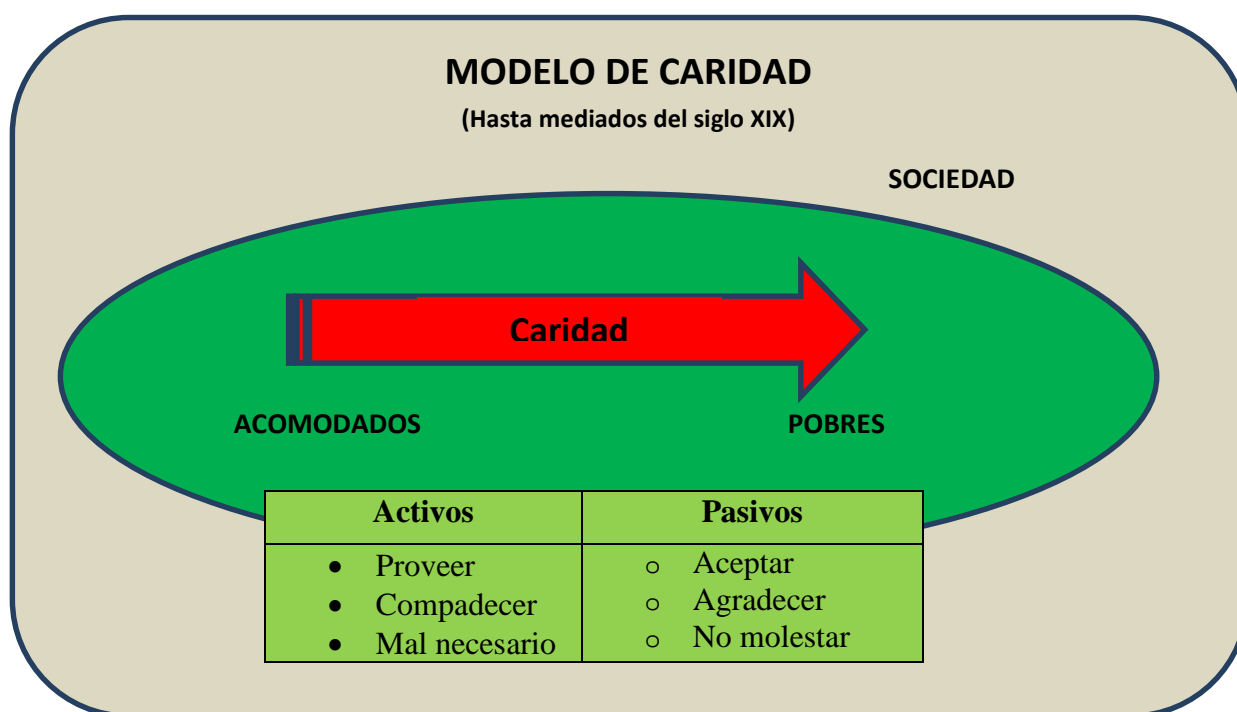 MODELO DE CARIDAD
(Hasta mediados del siglo XIX)
SOCIEDAD
Caridad
ACOMODADOS
POBRES
Activos
Pasivos
• Proveer
• Compadecer
• Mal necesario
o Aceptar
o Agradecer
o No molestar